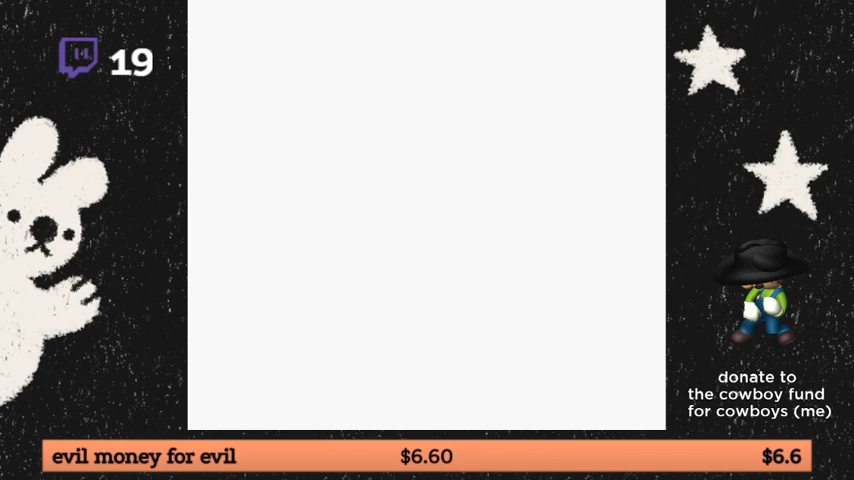 19
donate to
the cowboy fund
for cowboys (me)
evil money for evil $6.60 $6.6